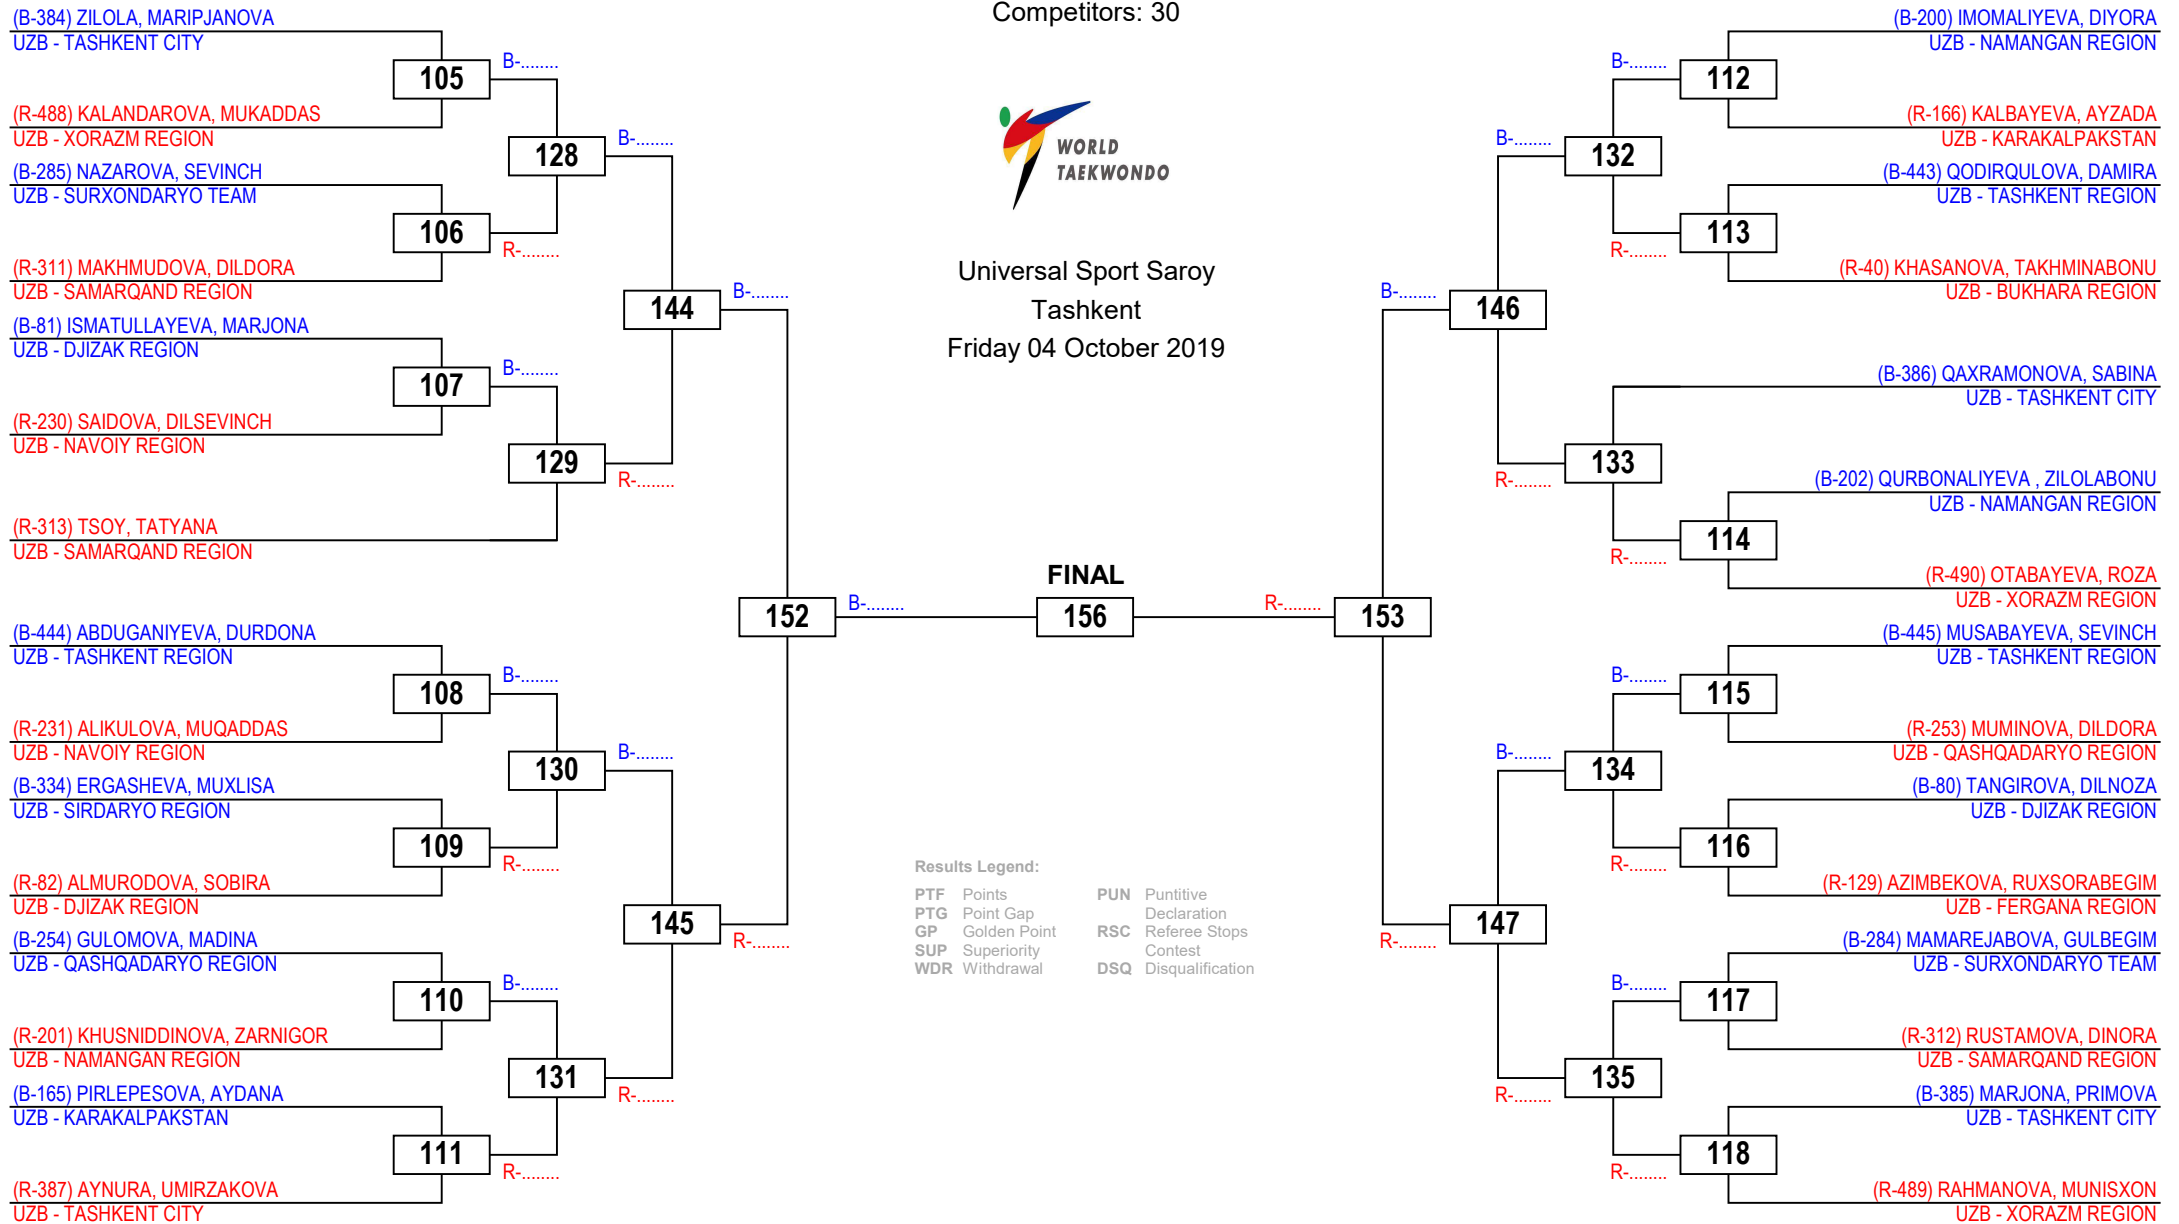 Competitors: 30
WORLD
TAEKWONDO
Universal Sport Saroy
Tashkent
Friday 04 October 2019
(B-384) ZILOLA, MARIPJANOVA
UZB - TASHKENT CITY
105
B-........
(R-488) KALANDAROVA, MUKADDAS
UZB - XORAZM REGION
128
B-........
(B-285) NAZAROVA, SEVINCH
UZB - SURXONDARYO TEAM
106
R-........
(R-311) MAKHMUDOVA, DILDORA
UZB - SAMARQAND REGION
144
B-........
(B-81) ISMATULLAYEVA, MARJONA
UZB - DJIZAK REGION
107
B-........
(R-230) SAIDOVA, DILSEVINCH
UZB - NAVOIY REGION
129
R-........
(R-313) TSOY, TATYANA
UZB - SAMARQAND REGION
152
B-........
(B-444) ABDUGANIYEVA, DURDONA
UZB - TASHKENT REGION
108
B-........
(R-231) ALIKULOVA, MUQADDAS
UZB - NAVOIY REGION
130
B-........
(B-334) ERGASHEVA, MUXLISA
UZB - SIRDARYO REGION
109
R-........
(R-82) ALMURODOVA, SOBIRA
UZB - DJIZAK REGION
145
R-........
(B-254) GULOMOVA, MADINA
UZB - QASHQADARYO REGION
110
B-........
(R-201) KHUSNIDDINOVA, ZARNIGOR
UZB - NAMANGAN REGION
131
R-........
(B-165) PIRLEPESOVA, AYDANA
UZB - KARAKALPAKSTAN
111
R-........
(R-387) AYNURA, UMIRZAKOVA
UZB - TASHKENT CITY
FINAL
156
Results Legend:
PTF Points
PTG Point Gap
GP Golden Point
SUP Superiority
WDR Withdrawal
PUN Puntitive
Declaration
RSC Referee Stops
Contest
DSQ Disqualification
(B-200) IMOMALIYEVA, DIYORA
UZB - NAMANGAN REGION
B-........
112
(R-166) KALBAYEVA, AYZADA
UZB - KARAKALPAKSTAN
B-........
132
(B-443) QODIRQULOVA, DAMIRA
UZB - TASHKENT REGION
113
R-........
(R-40) KHASANOVA, TAKHMINABONU
UZB - BUKHARA REGION
B-........
146
(B-386) QAXRAMONOVA, SABINA
UZB - TASHKENT CITY
133
R-........
(B-202) QURBONALIYEVA , ZILOLABONU
UZB - NAMANGAN REGION
114
R-........
(R-490) OTABAYEVA, ROZA
UZB - XORAZM REGION
R-........
153
(B-445) MUSABAYEVA, SEVINCH
UZB - TASHKENT REGION
B-........
115
(R-253) MUMINOVA, DILDORA
UZB - QASHQADARYO REGION
B-........
134
(B-80) TANGIROVA, DILNOZA
UZB - DJIZAK REGION
116
R-........
(R-129) AZIMBEKOVA, RUXSORABEGIM
UZB - FERGANA REGION
147
R-........
(B-284) MAMAREJABOVA, GULBEGIM
UZB - SURXONDARYO TEAM
B-........
117
(R-312) RUSTAMOVA, DINORA
UZB - SAMARQAND REGION
135
R-........
(B-385) MARJONA, PRIMOVA
UZB - TASHKENT CITY
118
R-........
(R-489) RAHMANOVA, MUNISXON
UZB - XORAZM REGION